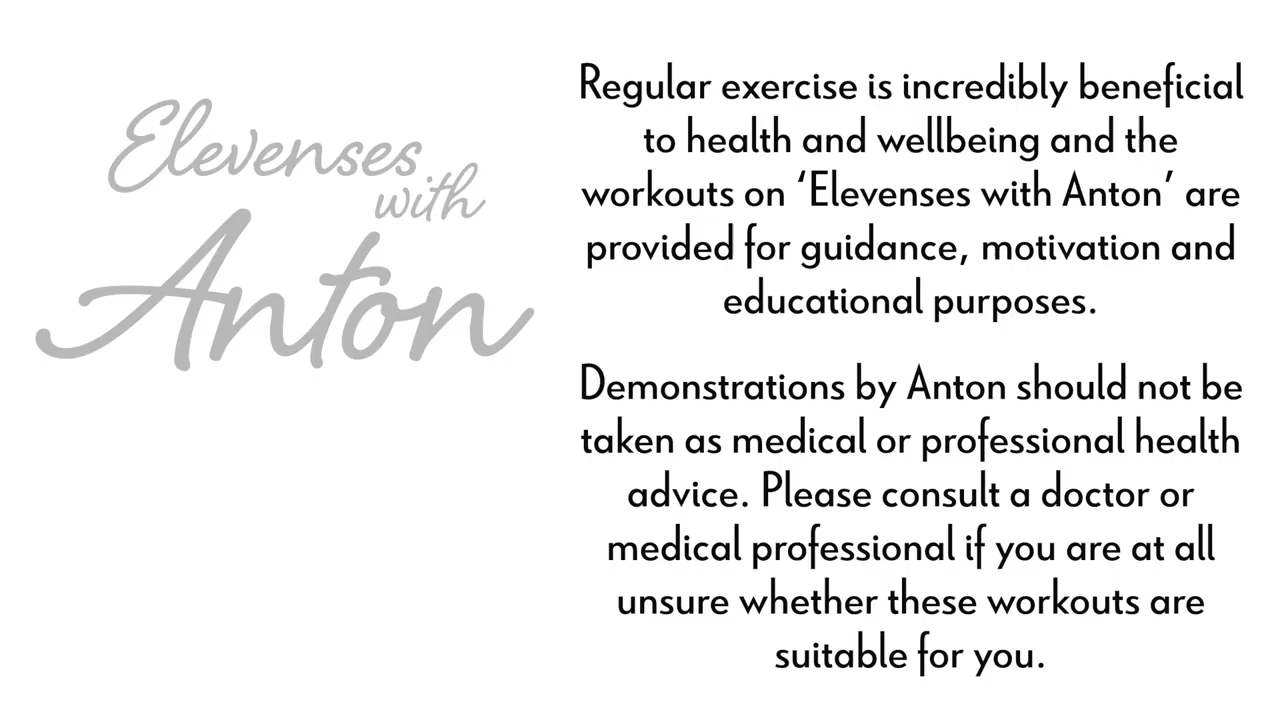 Elevenses
with
Anton
Regular exercise is incredibly beneficial
to health and wellbeing and the
workouts on ‘Elevenses with Anton’ are
provided for guidance, motivation and
educational purposes.
Demonstrations by Anton should not be
taken as medical or professional health
advice. Please consult a doctor or
medical professional if you are at all
unsure whether these workouts are
suitable for you.